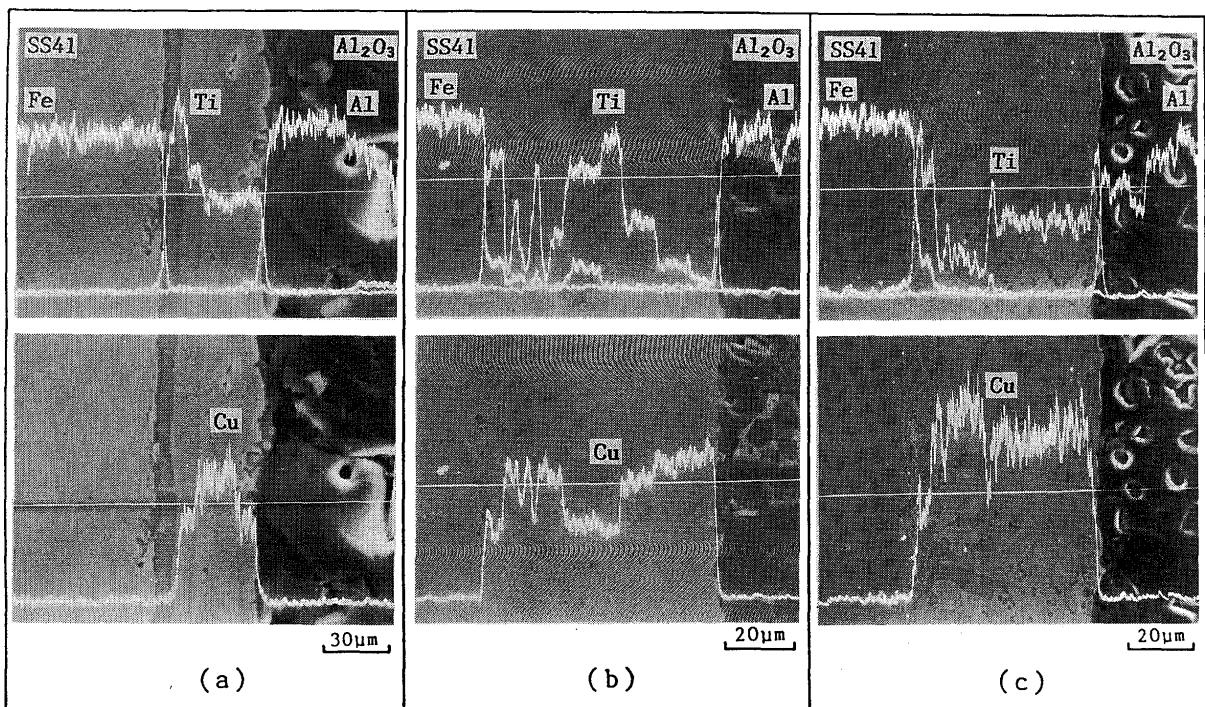 SS41 Al₂O₃
Fe Ti Al
Cu
30μm
(a)
SS41 Al₂O₃
Fe Ti Al
Cu
20μm
(b)
SS41 Al₂O₃
Fe Ti Al
Cu
20μm
(c)